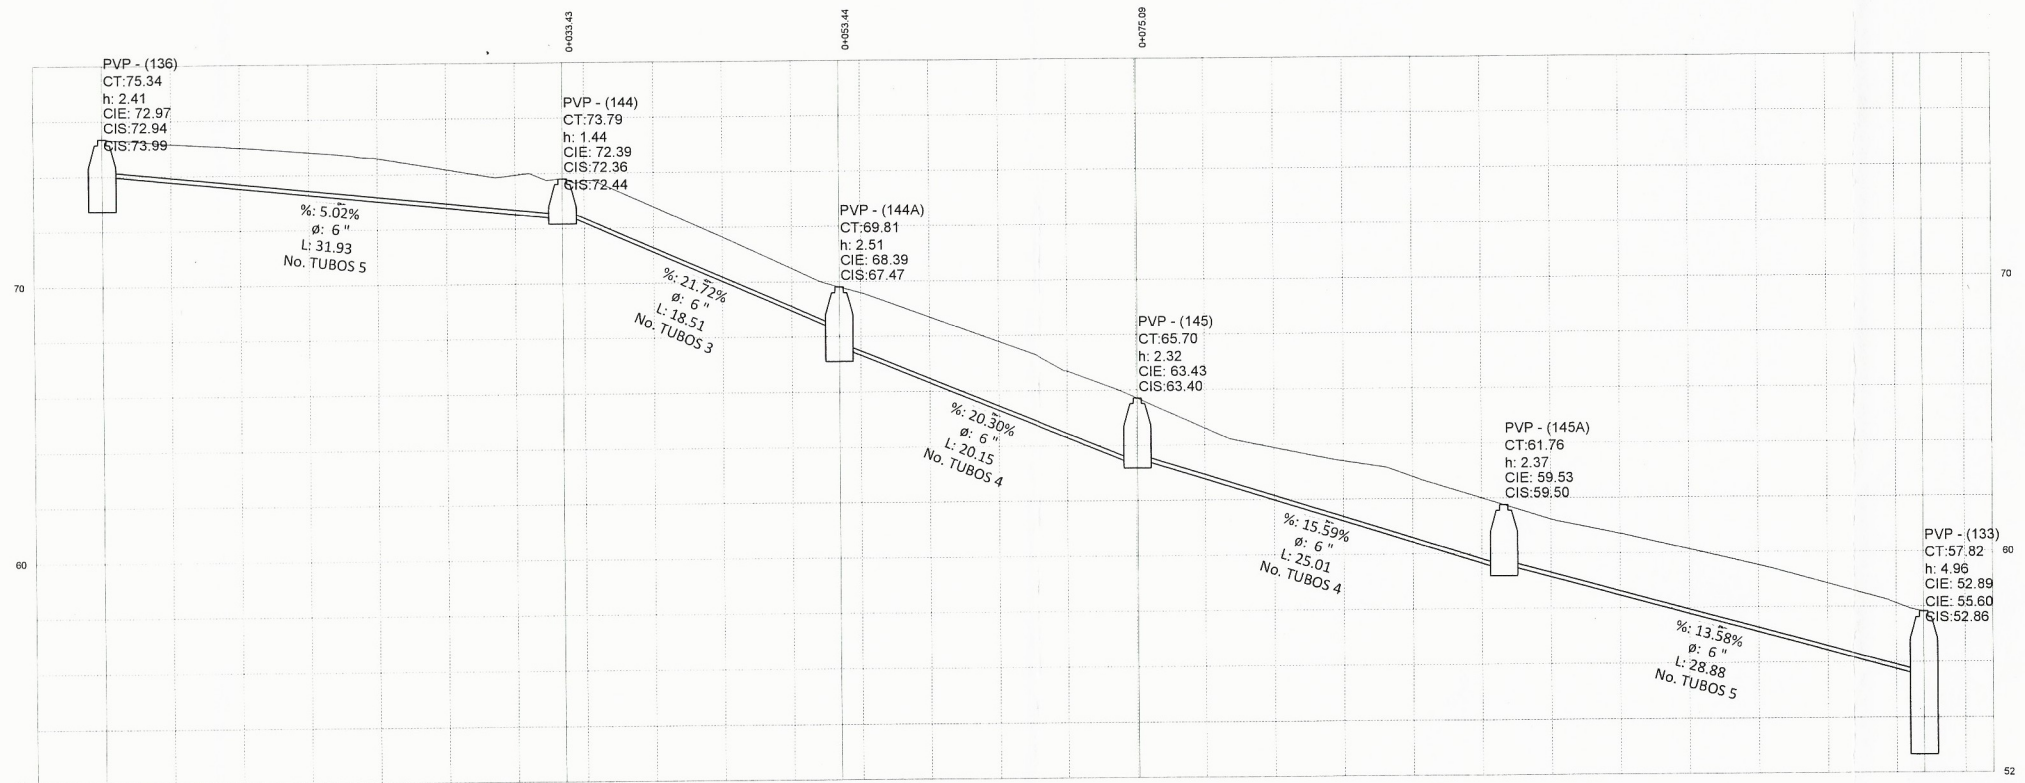 0+033.43
0+053.44
0+075.09
PVP - (136)
CT:75.34
h: 2.41
CIE: 72.97
CIS:72.94
CIS:73.99
PVP - (144)
CT:73.79
h: 1.44
CIE: 72.39
CIS:72.36
CIS:72.44
PVP - (144A)
CT:69.81
h: 2.51
CIE: 68.39
CIS:67.47
PVP - (145)
CT:65.70
h: 2.32
CIE: 63.43
CIS:63.40
PVP - (145A)
CT:61.76
h: 2.37
CIE: 59.53
CIS:59.50
PVP - (133)
CT:57.82
h: 4.96
CIE: 52.89
CIE: 55.60
CIS:52.86
%: 5.02%
ø: 6 "
L: 31.93
No. TUBOS 5
%: 21.72%
ø: 6 "
L: 18.51
No. TUBOS 3
%: 20.30%
ø: 6 "
L: 20.15
No. TUBOS 4
%: 15.59%
ø: 6 "
L: 25.01
No. TUBOS 4
%: 13.58%
ø: 6 "
L: 28.88
No. TUBOS 5
70
70
60
60
52